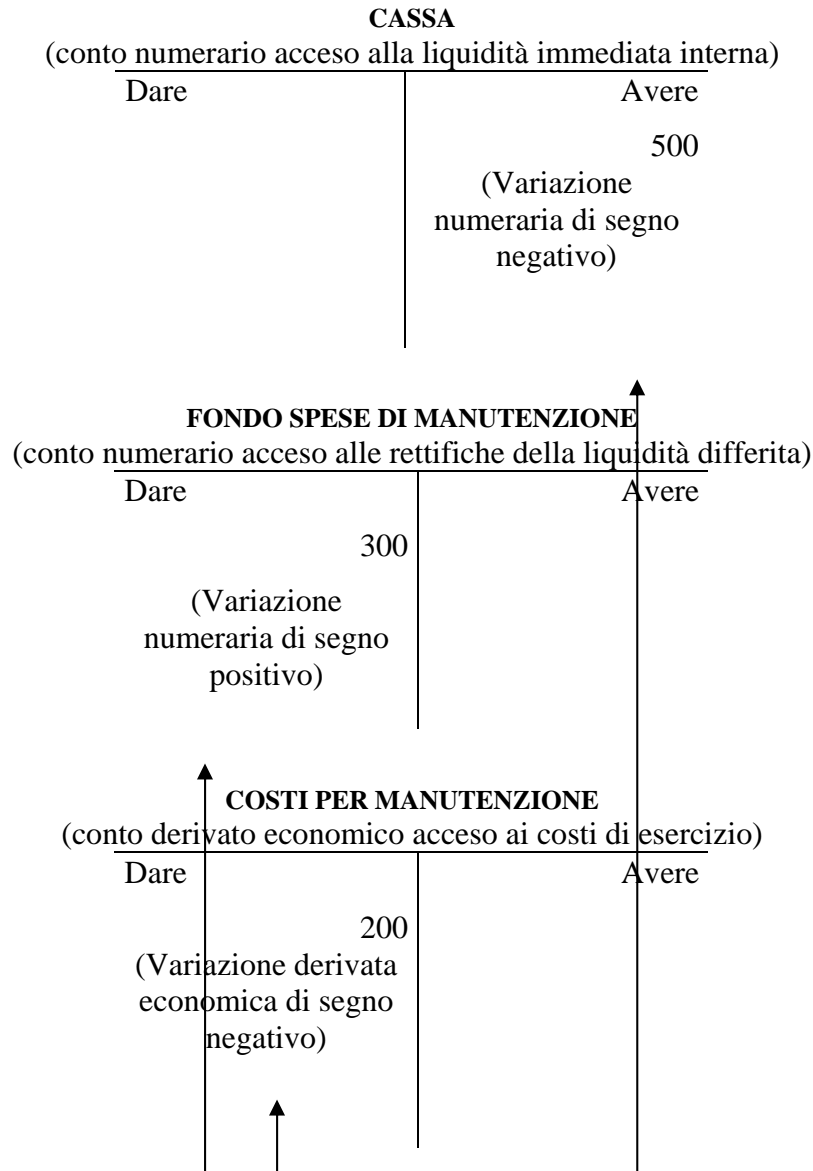 CASSA
(conto numerario acceso alla liquidità immediata interna)
Dare Avere
500
(Variazione
numeraria di segno
negativo)
FONDO SPESE DI MANUTENZIONE
(conto numerario acceso alle rettifiche della liquidità differita)
Dare Avere
300
(Variazione
numeraria di segno
positivo)
COSTI PER MANUTENZIONE
(conto derivato economico acceso ai costi di esercizio)
Dare Avere
200
(Variazione derivata
economica di segno
negativo)